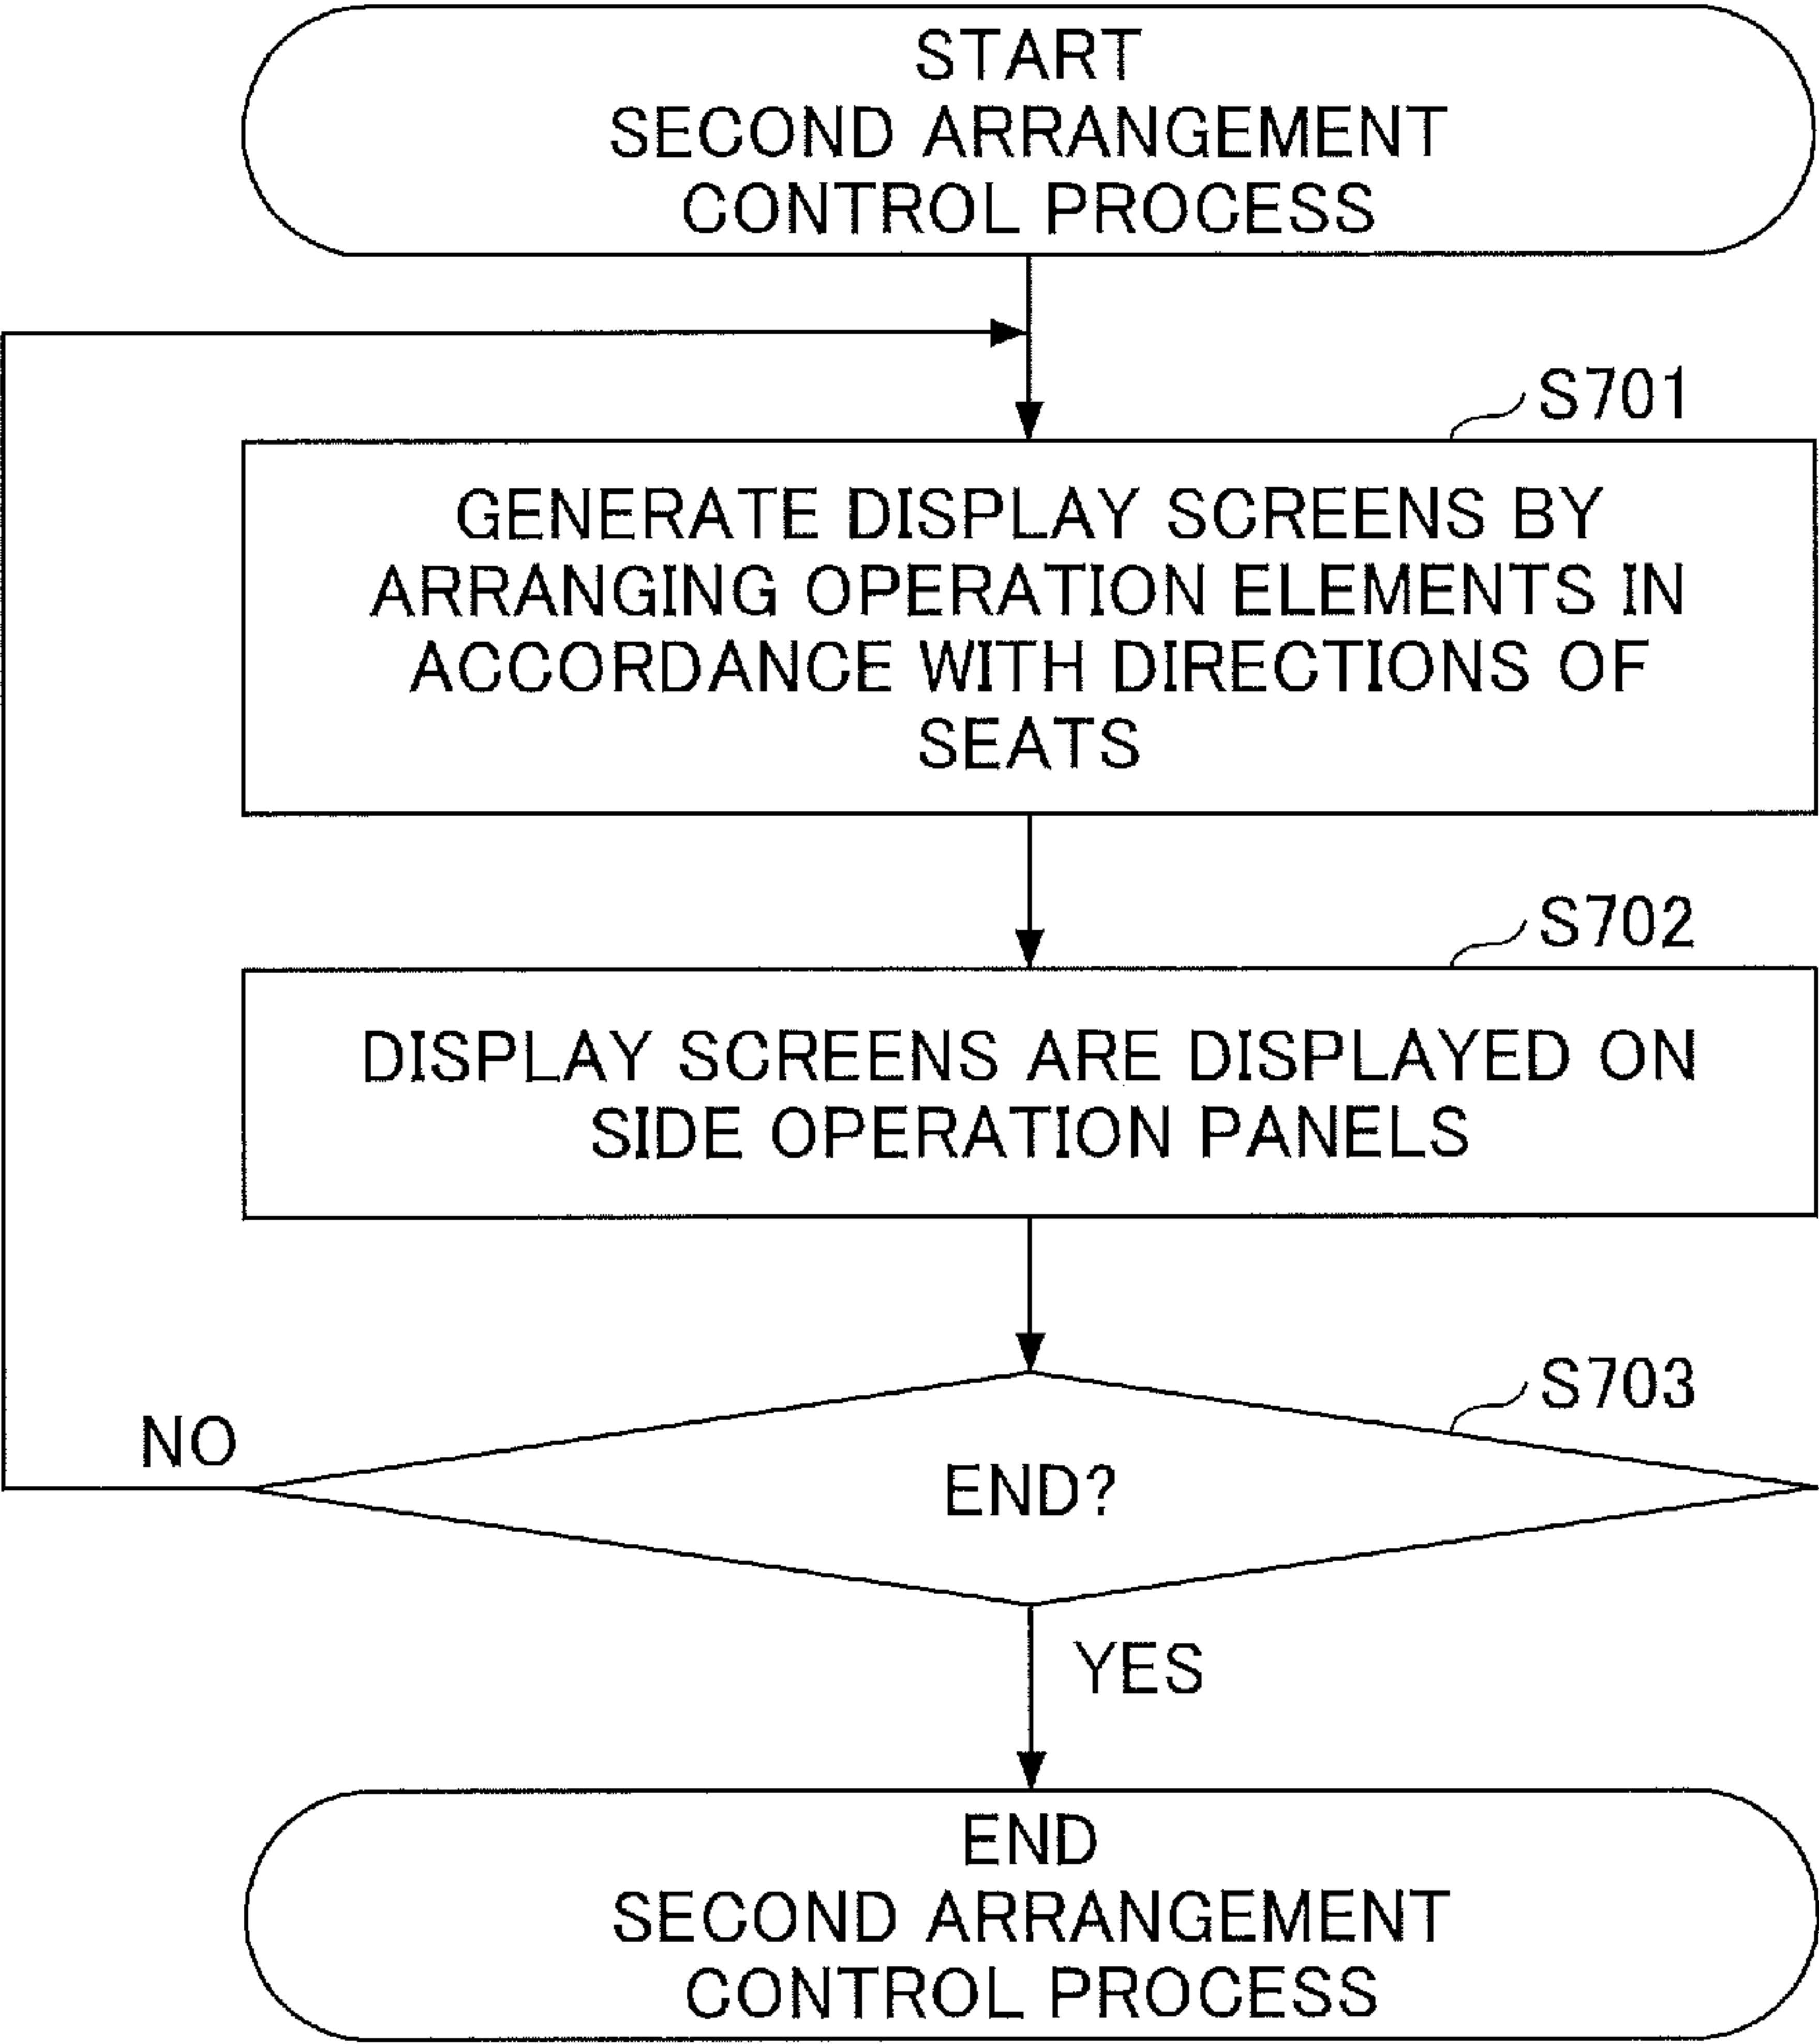 START
SECOND ARRANGEMENT
CONTROL PROCESS
S701
GENERATE DISPLAY SCREENS BY
ARRANGING OPERATION ELEMENTS IN
ACCORDANCE WITH DIRECTIONS OF
SEATS
S702
DISPLAY SCREENS ARE DISPLAYED ON
SIDE OPERATION PANELS
S703
NO
END?
YES
END
SECOND ARRANGEMENT
CONTROL PROCESS